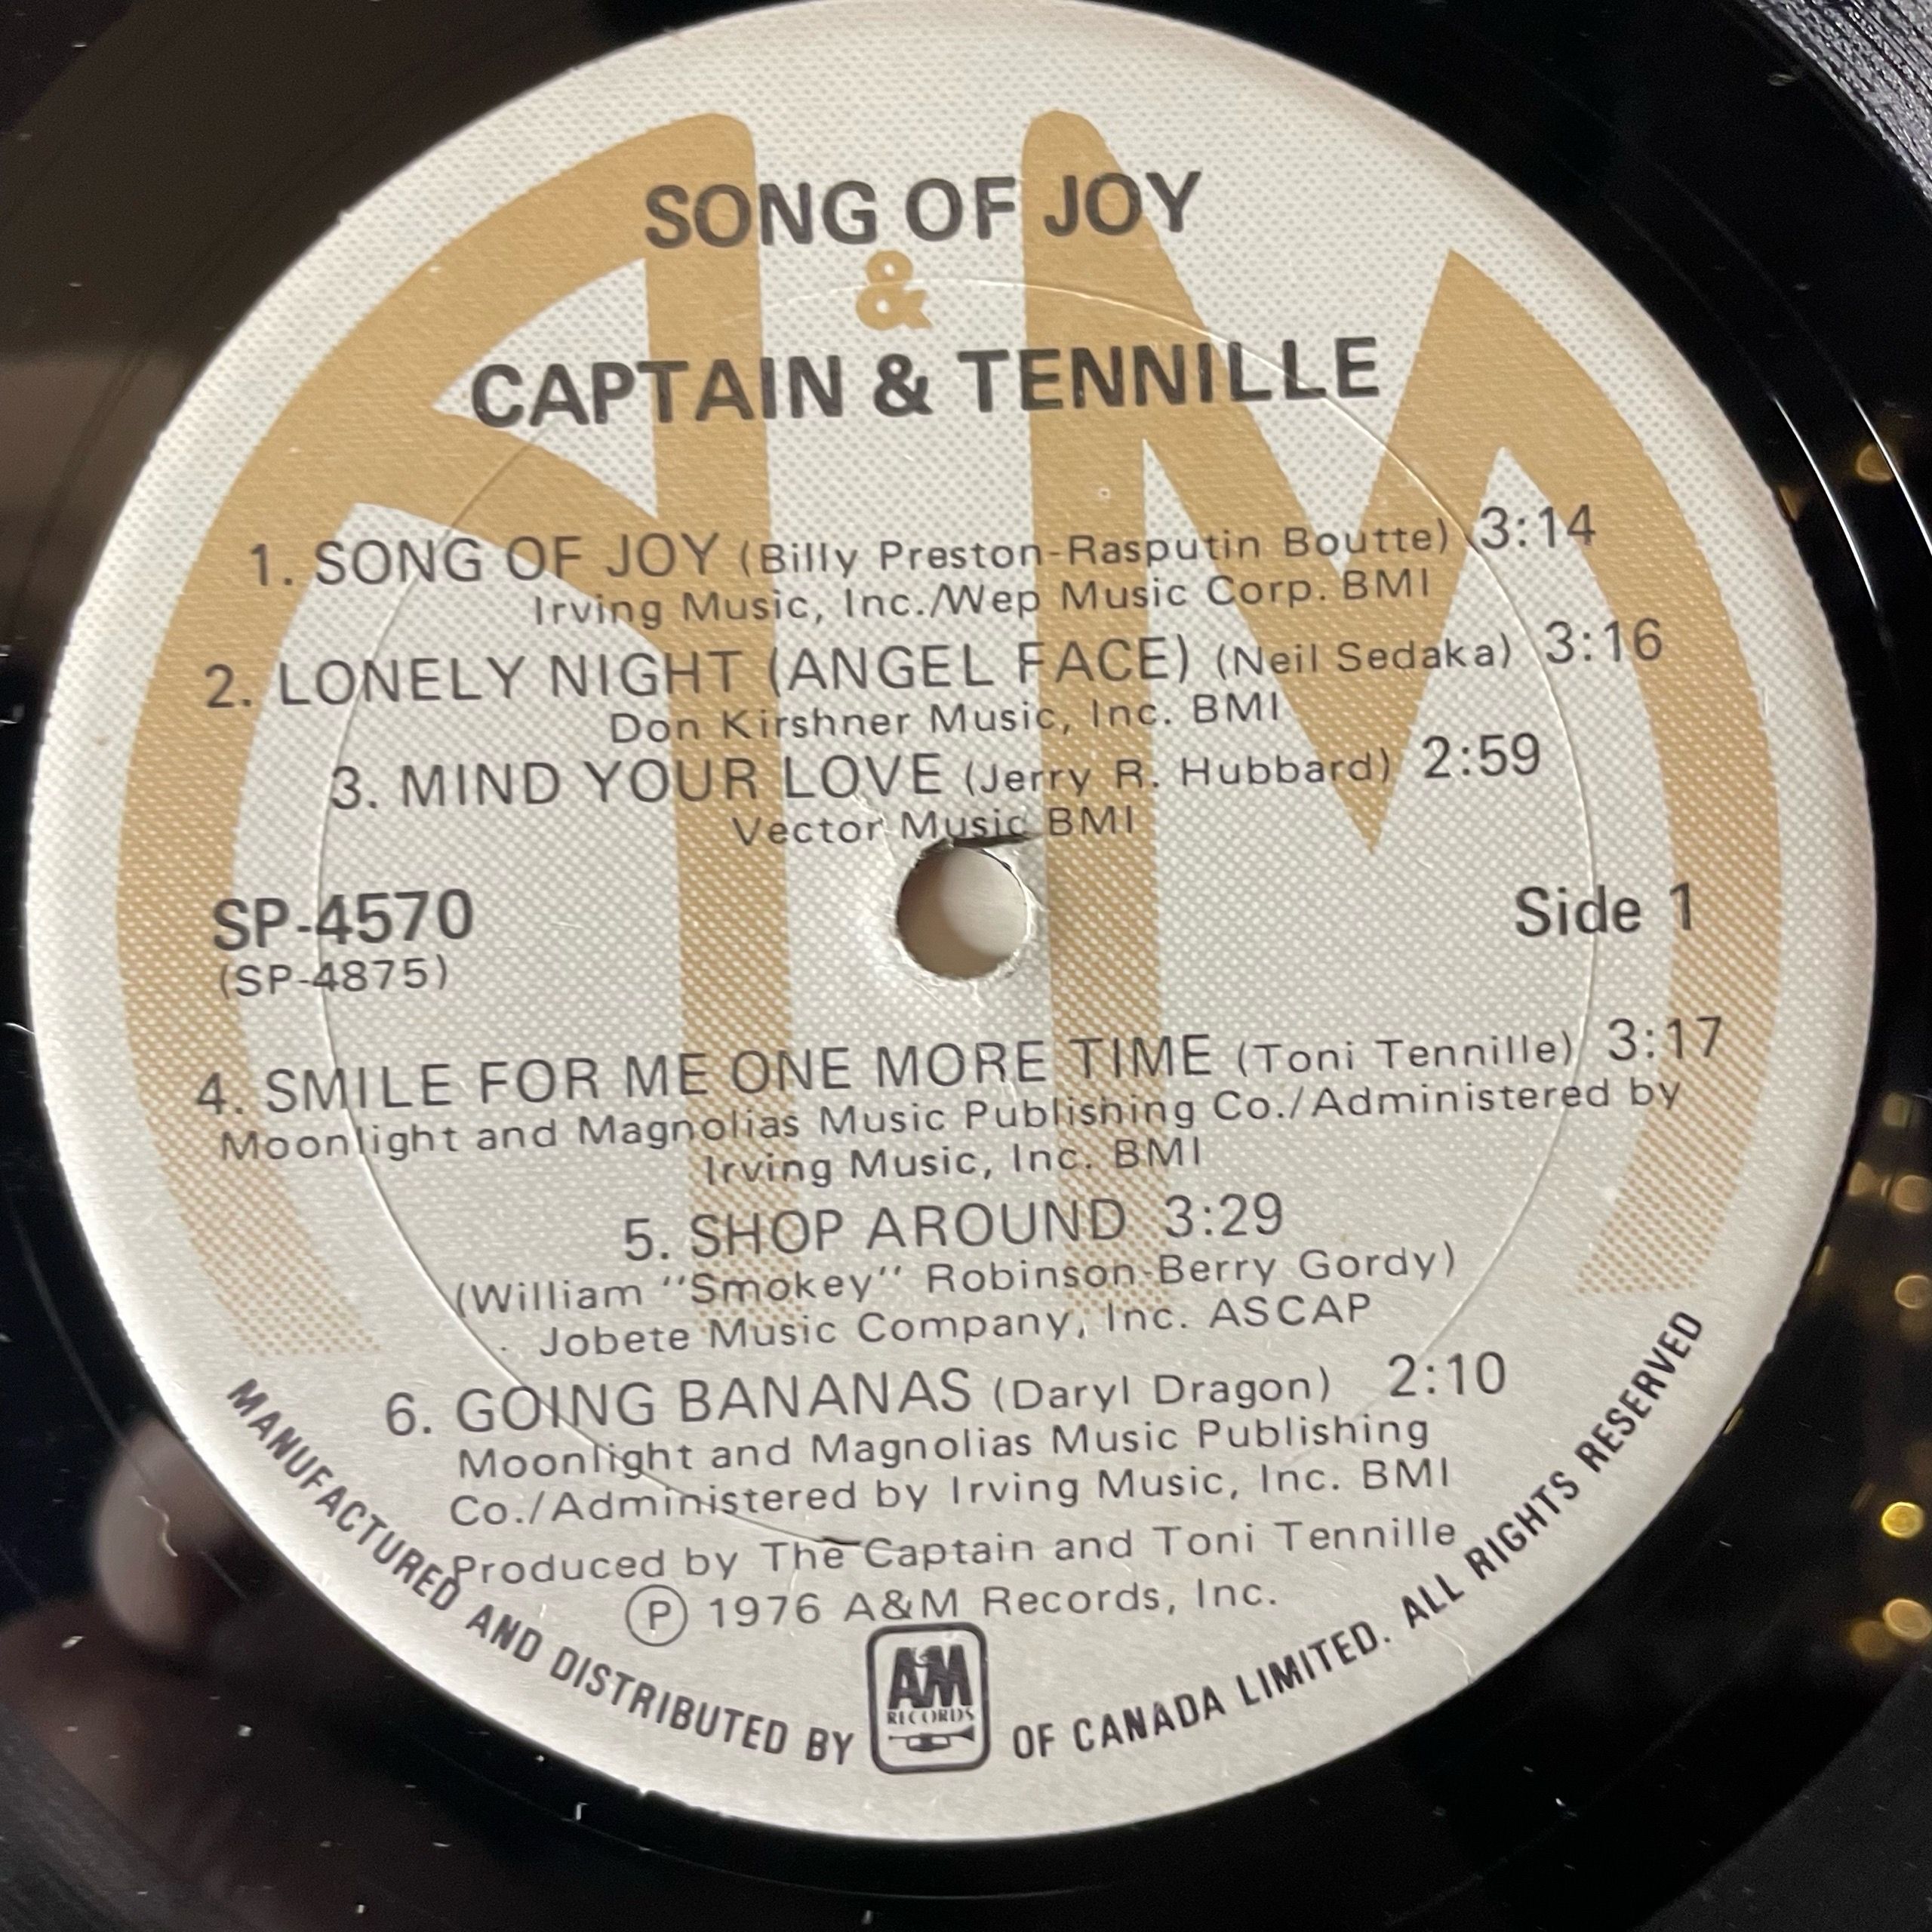 SONG OF JOY
&
CAPTAIN & TENNILLE
1. SONG OF JOY (Billy Preston-Rasputin Boutte) 3:14
Irving Music, Inc./Wep Music Corp. BMI
2. LONELY NIGHT (ANGEL FACE) (Neil Sedaka) 3:16
Don Kirshner Music, Inc. BMI
3. MIND YOUR LOVE (Jerry R. Hubbard) 2:59
Vector Music BMI
SP-4570 Side 1
(SP-4875)
4. SMILE FOR ME ONE MORE TIME (Toni Tennille) 3:17
Moonlight and Magnolias Music Publishing Co./Administered by
Irving Music, Inc. BMI
5. SHOP AROUND 3:29
(William "Smokey" Robinson-Berry Gordy)
Jobete Music Company, Inc. ASCAP
6. GOING BANANAS (Daryl Dragon) 2:10
Moonlight and Magnolias Music Publishing
Co./Administered by Irving Music, Inc. BMI
Produced by The Captain and Toni Tennille
Ⓟ 1976 A&M Records, Inc.
MANUFACTURED AND DISTRIBUTED BY A&M RECORDS OF CANADA LIMITED. ALL RIGHTS RESERVED